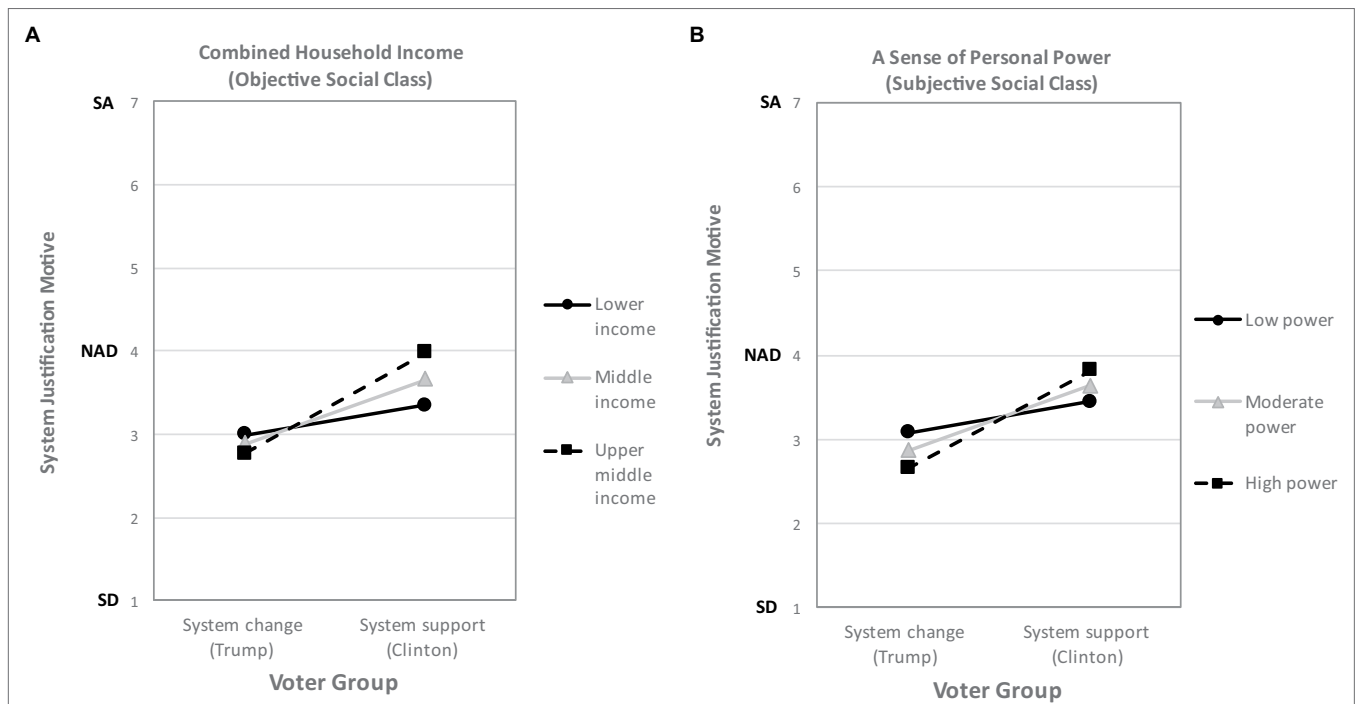 A
Combined Household Income
(Objective Social Class)
SA
7
6
5
NAD
4
3
2
SD
1
System Justification Motive
System change
(Trump)
System support
(Clinton)
Voter Group
Lower
income
Middle
income
Upper
middle
income
B
A Sense of Personal Power
(Subjective Social Class)
SA
7
6
5
NAD
4
3
2
SD
1
System Justification Motive
System change
(Trump)
System support
(Clinton)
Voter Group
Low power
Moderate
power
High power